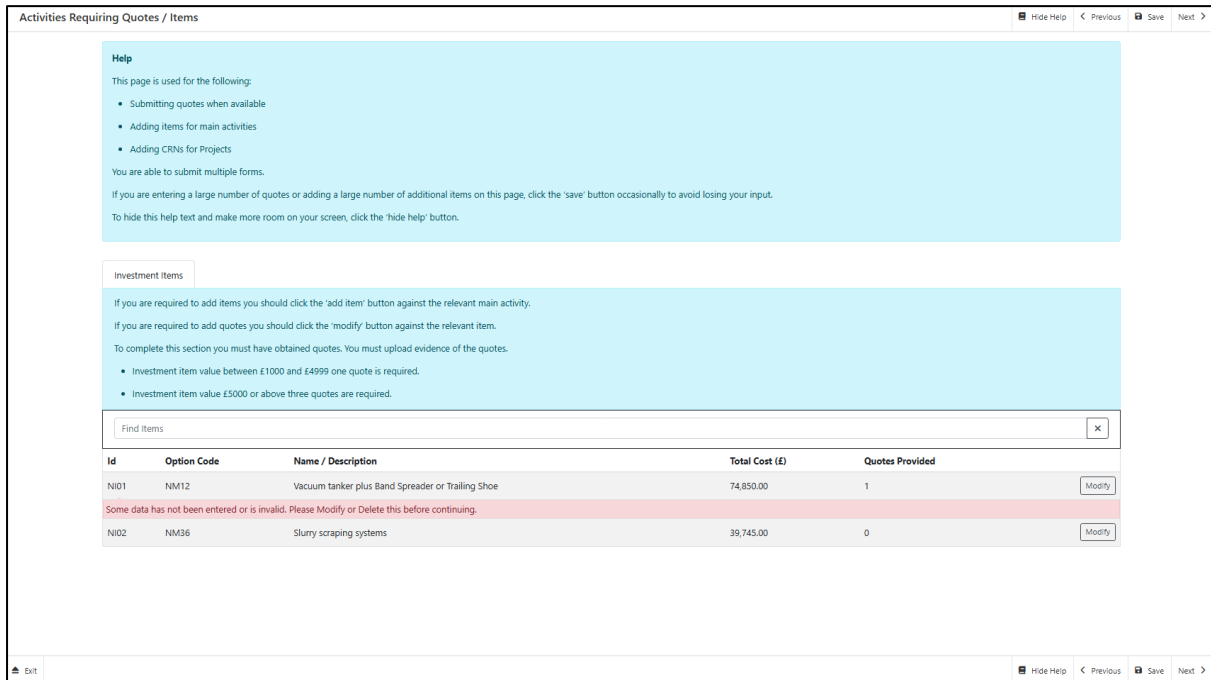 Activities Requiring Quotes / Items
Hide Help
Previous
Save
Next
Help
This page is used for the following:
Submitting quotes when available
Adding items for main activities
Adding CRNs for Projects
You are able to submit multiple forms.
If you are entering a large number of quotes or adding a large number of additional items on this page, click the 'save' button occasionally to avoid losing your input.
To hide this help text and make more room on your screen, click the 'hide help' button.
Investment Items
If you are required to add items you should click the 'add item' button against the relevant main activity.
If you are required to add quotes you should click the 'modify' button against the relevant item.
To complete this section you must have obtained quotes. You must upload evidence of the quotes.
Investment item value between £1000 and £4999 one quote is required.
Investment item value £5000 or above three quotes are required.
Find Items
Id Option Code Name / Description Total Cost (£) Quotes Provided
NI01 NM12 Vacuum tanker plus Band Spreader or Trailing Shoe 74,850.00 1 Modify
Some data has not been entered or is invalid. Please Modify or Delete this before continuing.
NI02 NM36 Slurry scraping systems 39,745.00 0 Modify
Exit
Hide Help
Previous
Save
Next